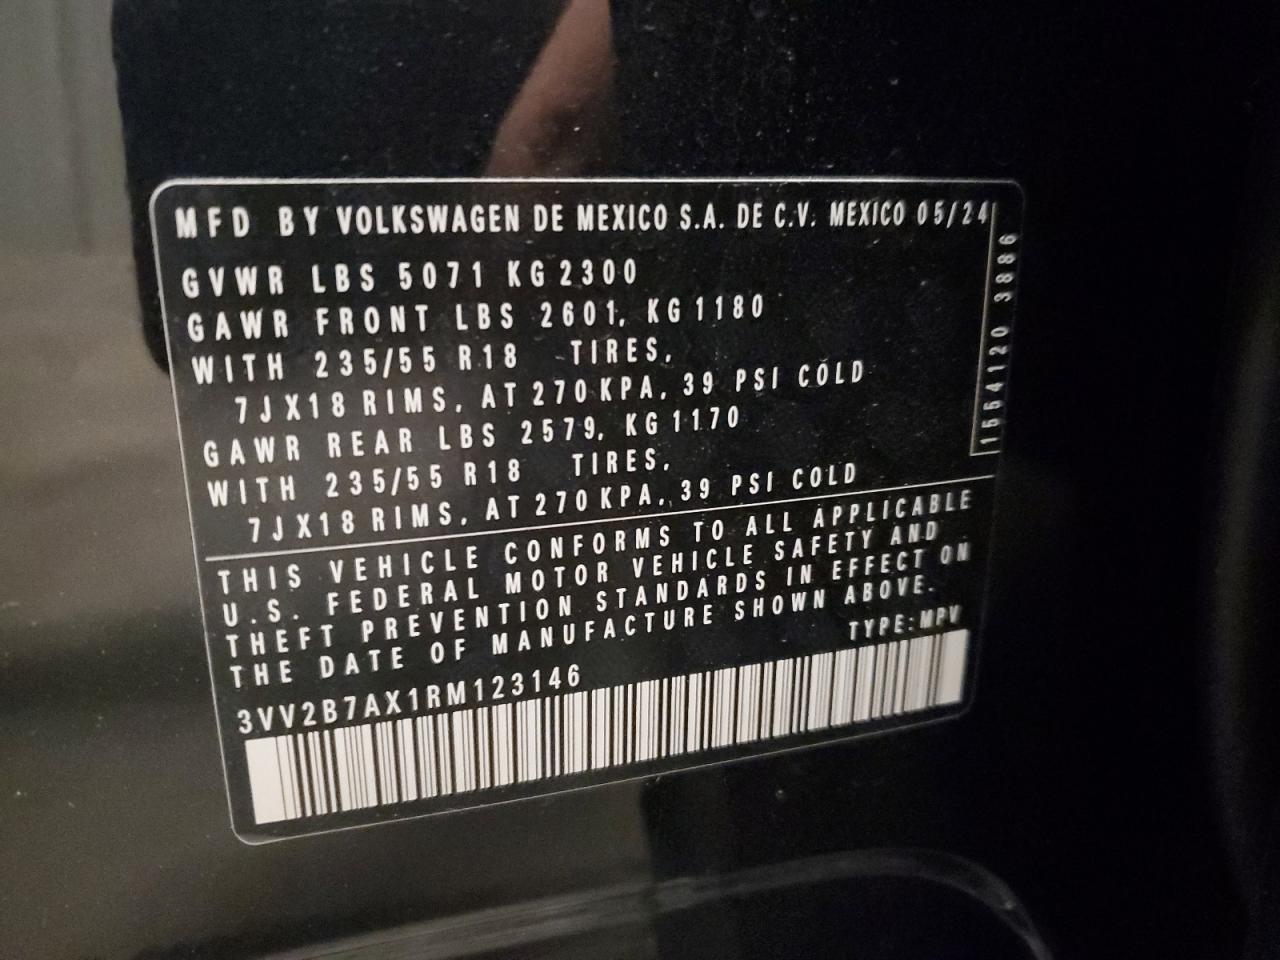 MFD BY VOLKSWAGEN DE MEXICO S.A. DE C.V. MEXICO 05/24
GVWR LBS 5071 KG 2300
GAWR FRONT LBS 2601, KG 1180
WITH 235/55 R18 TIRES,
7JX18 RIMS, AT 270 KPA, 39 PSI COLD
GAWR REAR LBS 2579, KG 1170
WITH 235/55 R18 TIRES,
7JX18 RIMS, AT 270 KPA, 39 PSI COLD
1554120 3886
THIS VEHICLE CONFORMS TO ALL APPLICABLE
U.S. FEDERAL MOTOR VEHICLE SAFETY AND
THEFT PREVENTION STANDARDS IN EFFECT ON
THE DATE OF MANUFACTURE SHOWN ABOVE.
TYPE:MPV
3VV2B7AX1RM123146